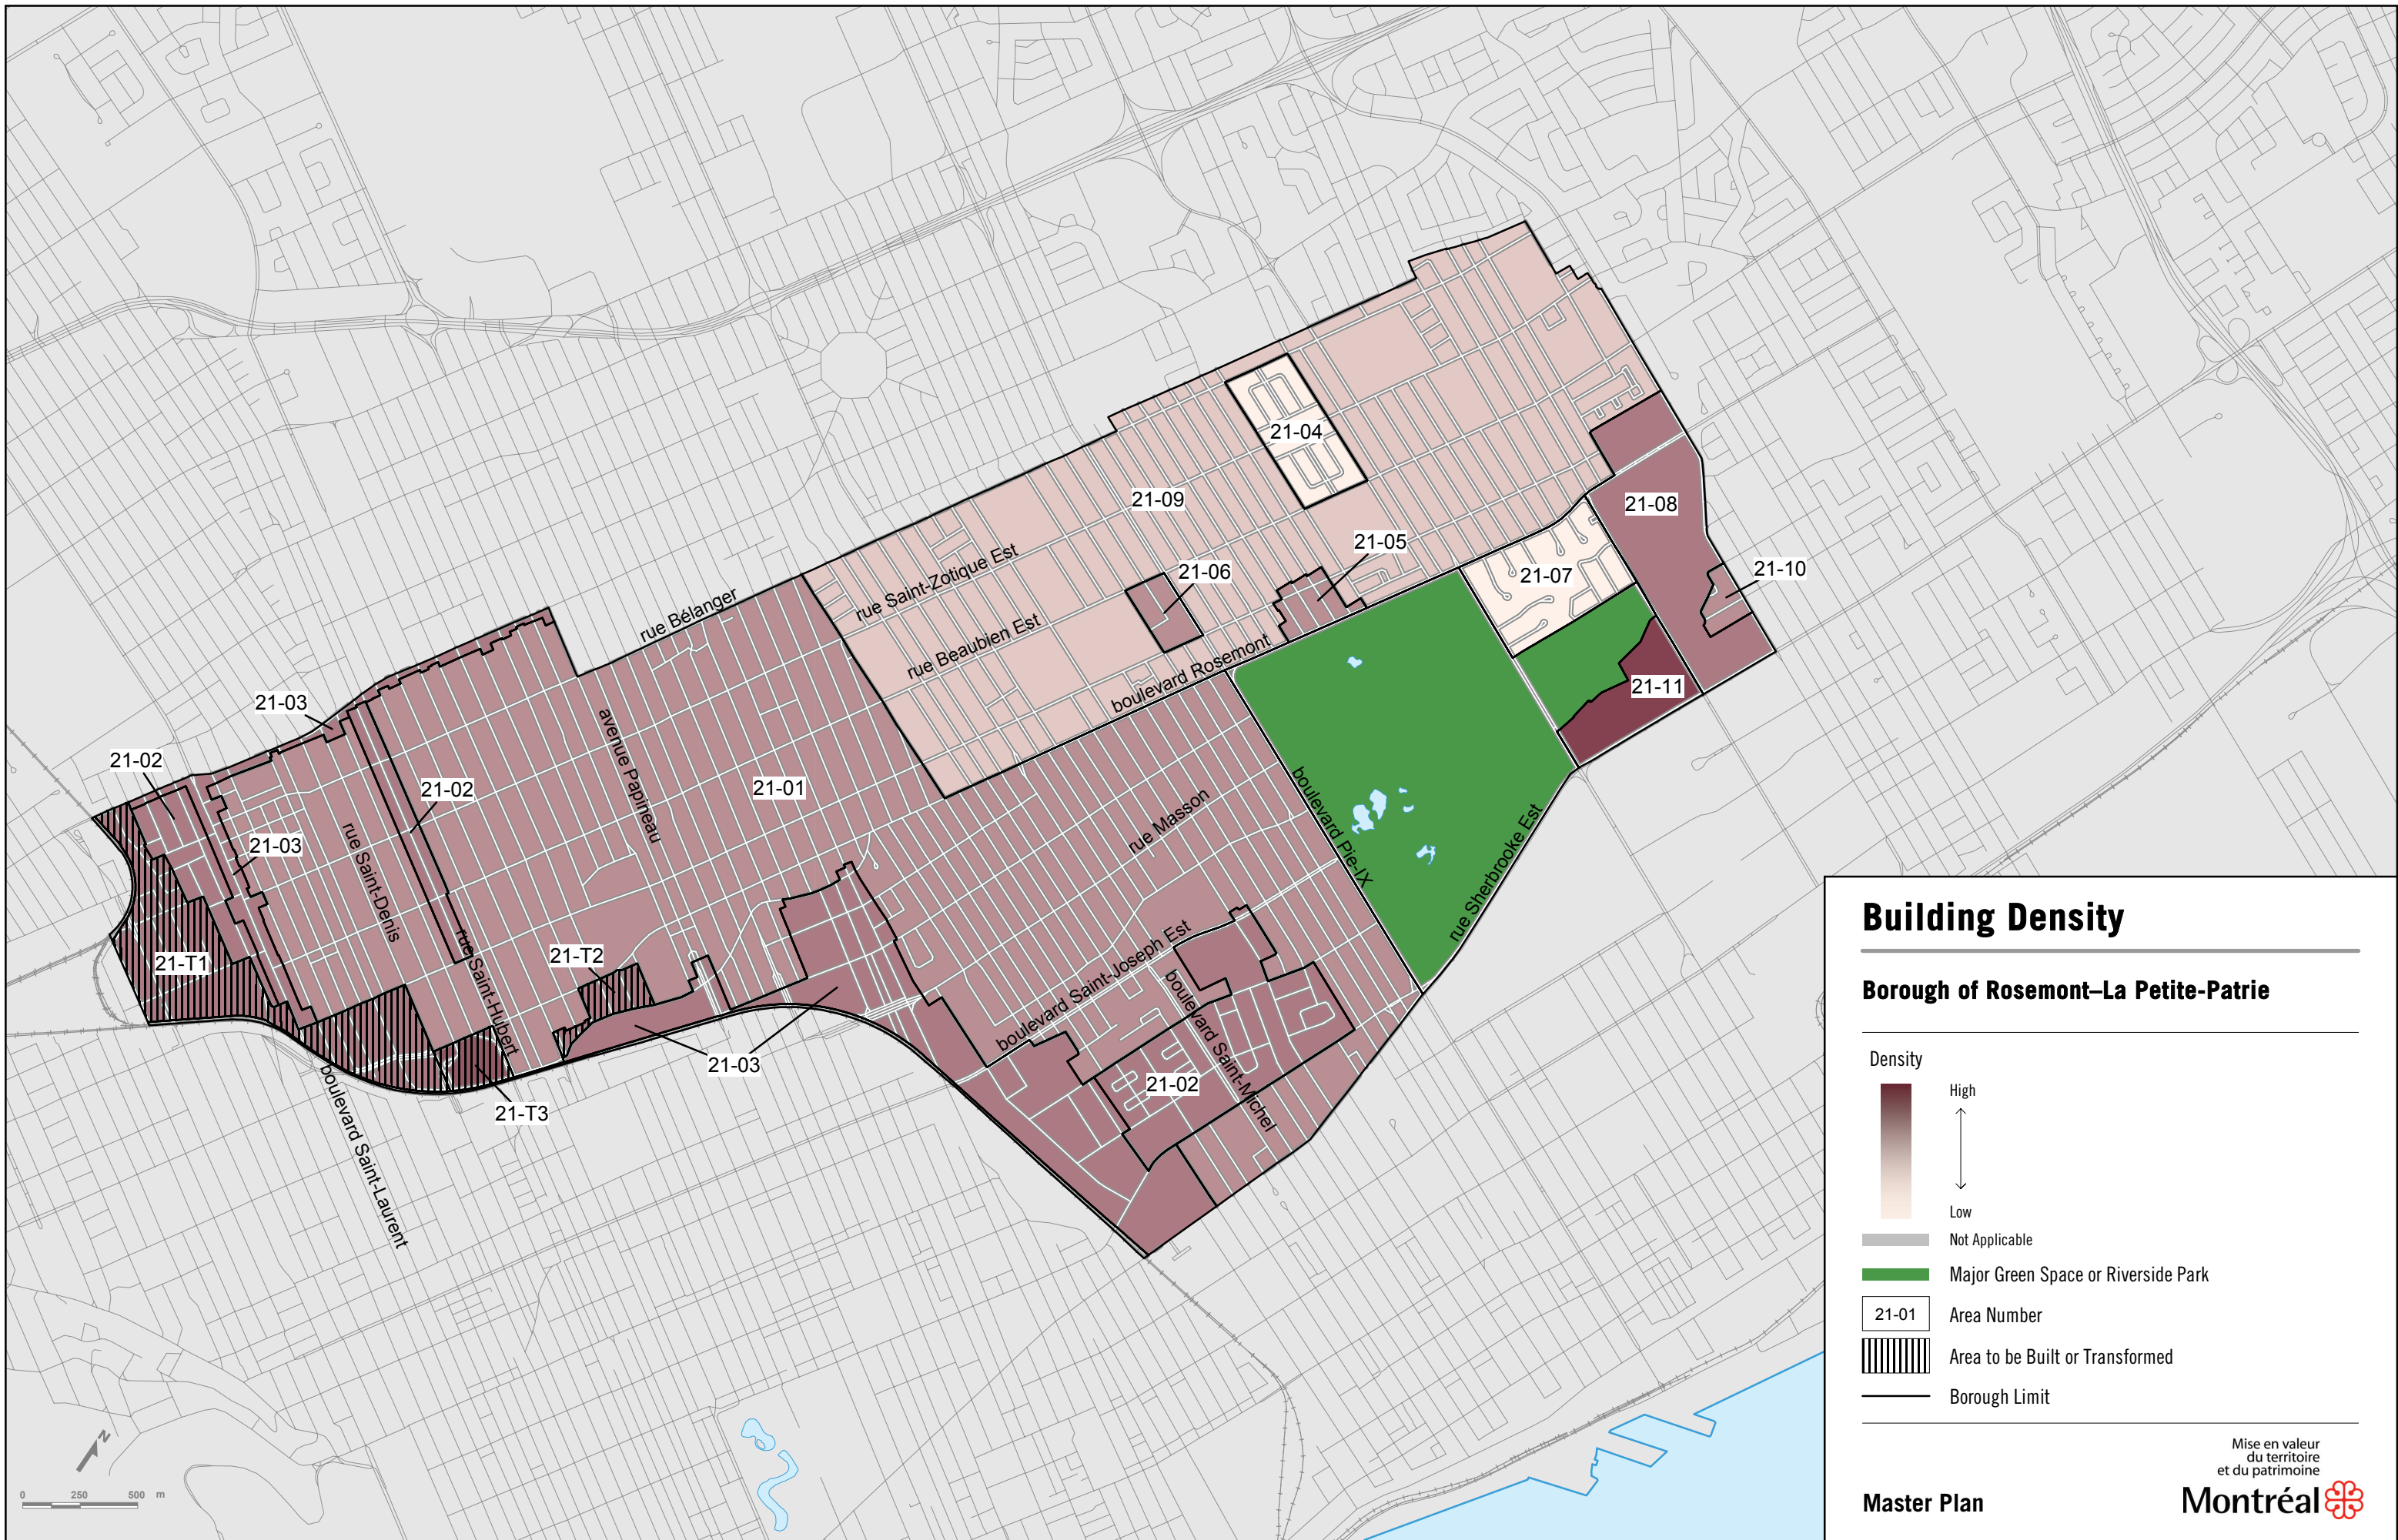 21-04
21-09
21-08
21-05
rue Saint-Zotique Est
21-06
21-10
21-07
rue Bélanger
rue Beaubien Est
boulevard Rosemont
21-11
21-03
avenue Papineau
21-02
21-02
21-01
boulevard Pie-IX
rue Masson
21-03
rue Saint-Denis
rue Sherbrooke Est
21-T1
21-T2
rue Saint-Hubert
boulevard Saint-Joseph Est
boulevard Saint-Michel
21-03
21-02
21-T3
boulevard Saint-Laurent
N
0 250 500 m
Building Density
Borough of Rosemont–La Petite-Patrie
Density
High
Low
Not Applicable
Major Green Space or Riverside Park
21-01 Area Number
Area to be Built or Transformed
Borough Limit
Mise en valeur
du territoire
et du patrimoine
Master Plan
Montréal